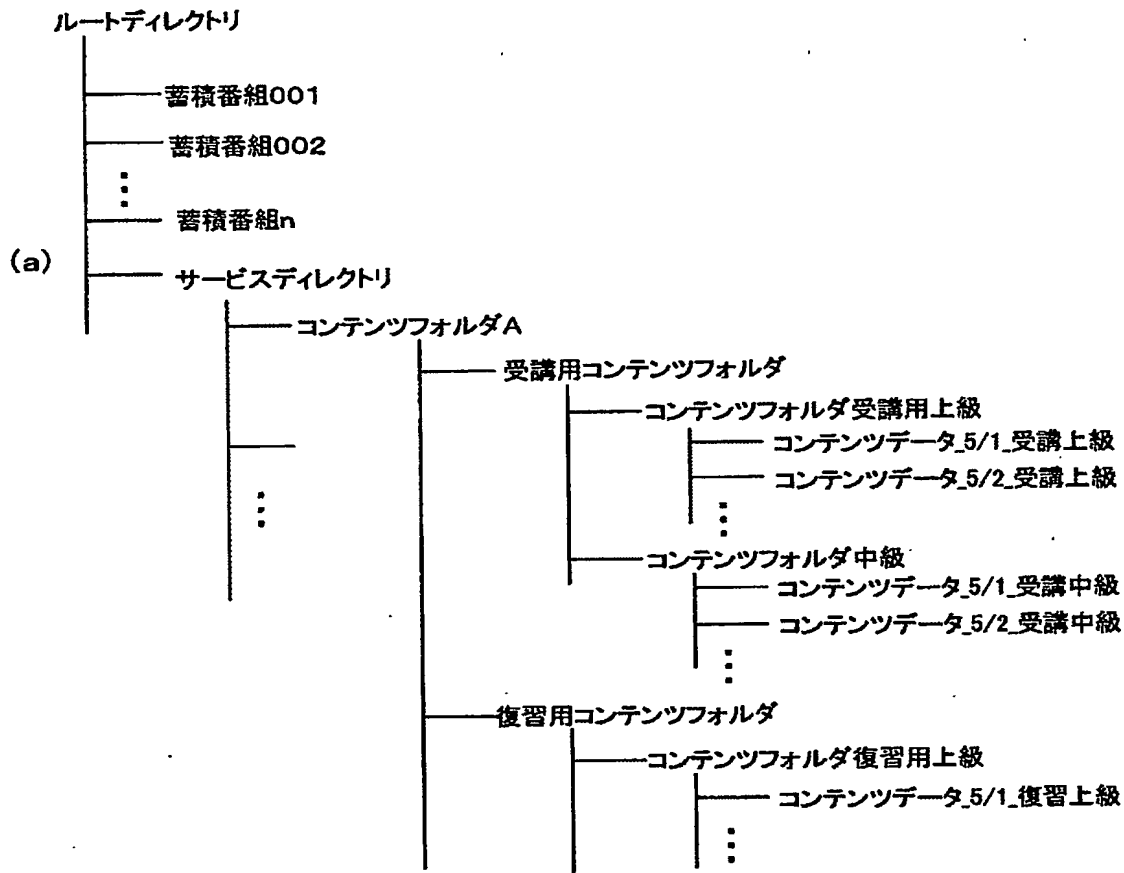 ルートディレクトリ
蓄積番組001
蓄積番組002
蓄積番組n
(a)
サービスディレクトリ
コンテンツフォルダA
受講用コンテンツフォルダ
コンテンツフォルダ受講用上級
コンテンツデータ_5/1_受講上級
コンテンツデータ_5/2_受講上級
コンテンツフォルダ中級
コンテンツデータ_5/1_受講中級
コンテンツデータ_5/2_受講中級
復習用コンテンツフォルダ
コンテンツフォルダ復習用上級
コンテンツデータ_5/1_復習上級